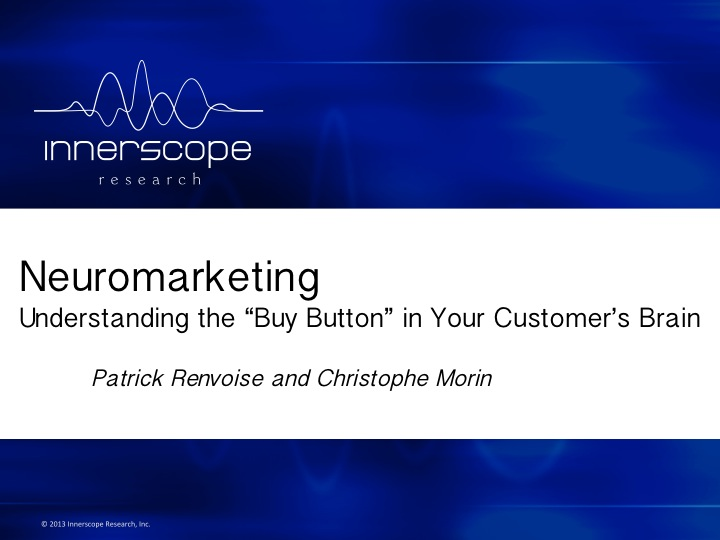 innerscope
research
Neuromarketing
Understanding the “Buy Button” in Your Customer’s Brain
Patrick Renvoise and Christophe Morin
© 2013 Innerscope Research, Inc.